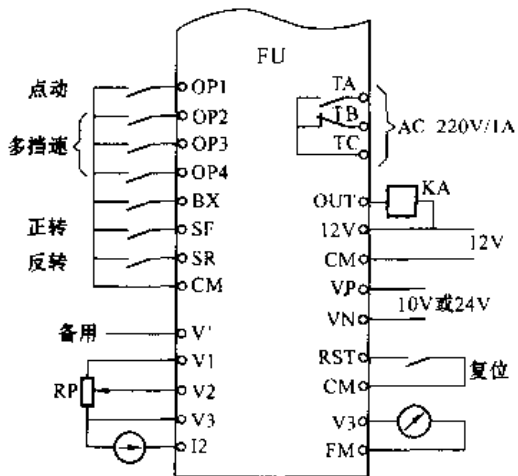 FU
点动
OP1
OP2
多挡速
OP3
OP4
BX
正转
SF
反转
SR
CM
备用
V'
V1
RP
V2
V3
I2
TA
TB
TC
AC 220V/1A
KA
OUT
12V
12V
CM
VP
10V或24V
VN
RST
复位
CM
V3
FM